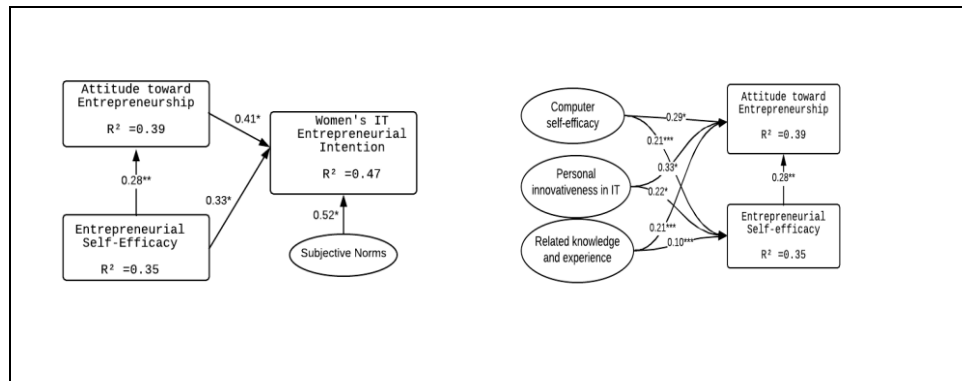 Attitude toward
Entrepreneurship
R² =0.39
0.41*
Women's IT
Entrepreneurial
Intention
R² =0.47
0.28**
0.33*
Entrepreneurial
Self-Efficacy
R² =0.35
0.52*
Subjective Norms
Computer
self-efficacy
0.29*
0.21***
Attitude toward
Entrepreneurship
R² =0.39
Personal
innovativeness in IT
0.33*
0.22*
0.28**
Related knowledge
and experience
0.21***
0.10***
Entrepreneurial
Self-efficacy
R² =0.35